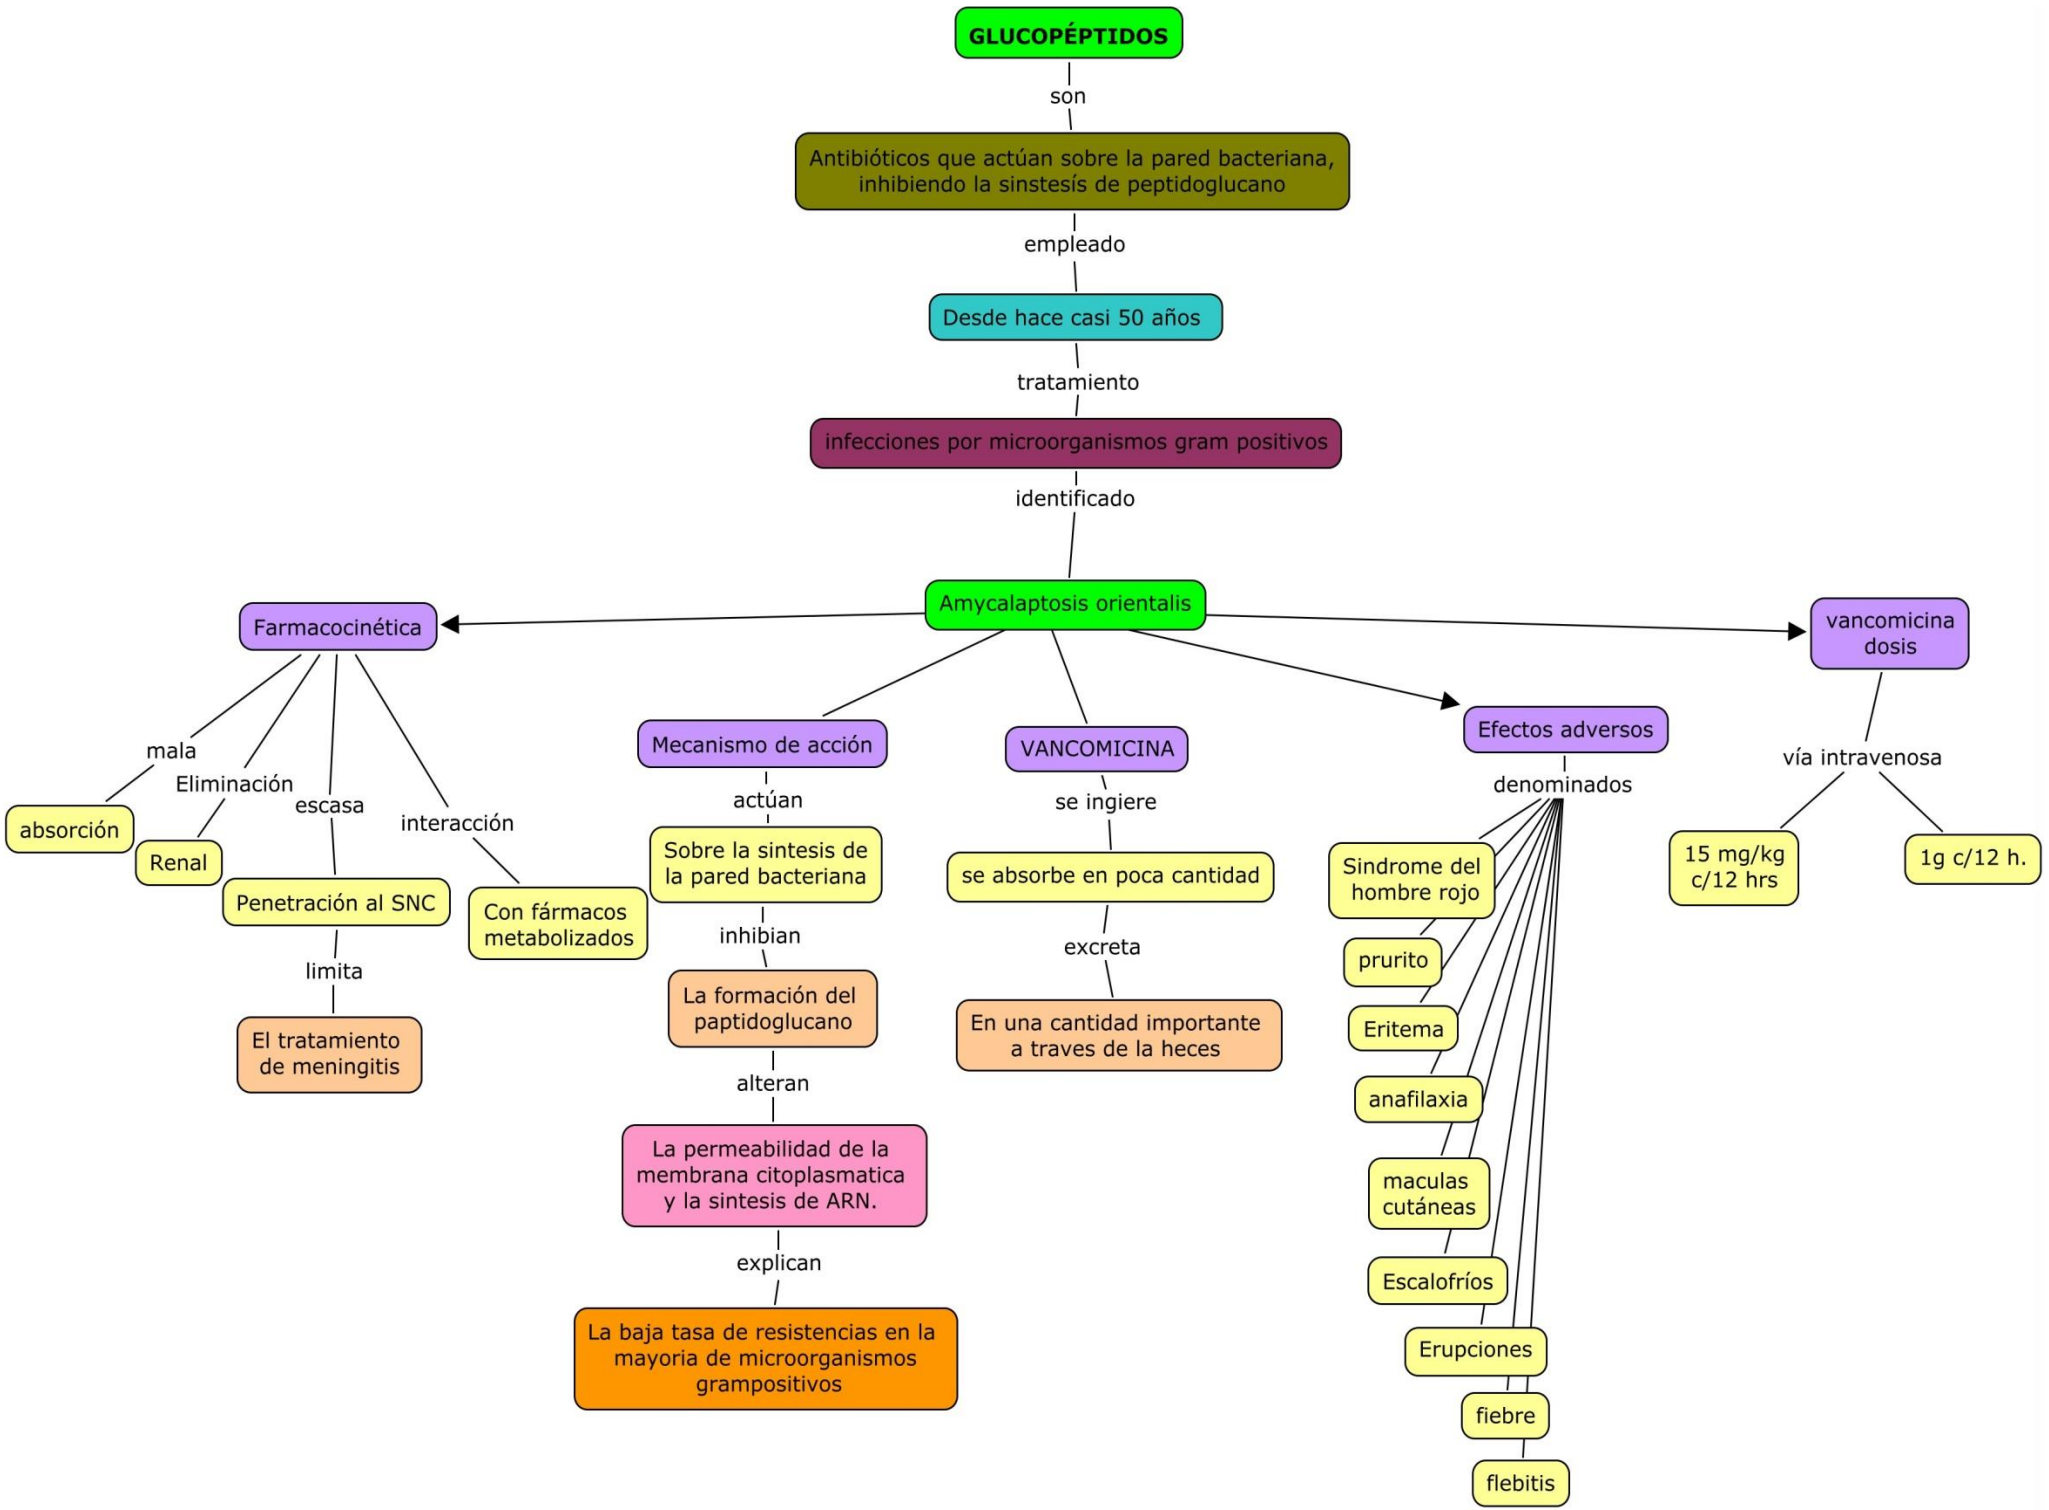 GLUCOPÉPTIDOS
son
Antibióticos que actúan sobre la pared bacteriana,
inhibiendo la sinstesís de peptidoglucano
empleado
Desde hace casi 50 años
tratamiento
infecciones por microorganismos gram positivos
identificado
Amycalaptosis orientalis
Farmacocinética
mala
absorción
Eliminación
Renal
escasa
Penetración al SNC
limita
El tratamiento
de meningitis
interacción
Con fármacos
metabolizados
Mecanismo de acción
actúan
Sobre la sintesis de
la pared bacteriana
inhibian
La formación del
paptidoglucano
alteran
La permeabilidad de la
membrana citoplasmatica
y la sintesis de ARN.
explican
La baja tasa de resistencias en la
mayoria de microorganismos
grampositivos
VANCOMICINA
se ingiere
se absorbe en poca cantidad
excreta
En una cantidad importante
a traves de la heces
Efectos adversos
denominados
Sindrome del
hombre rojo
prurito
Eritema
anafilaxia
maculas
cutáneas
Escalofríos
Erupciones
fiebre
flebitis
vancomicina
dosis
vía intravenosa
15 mg/kg
c/12 hrs
1g c/12 h.